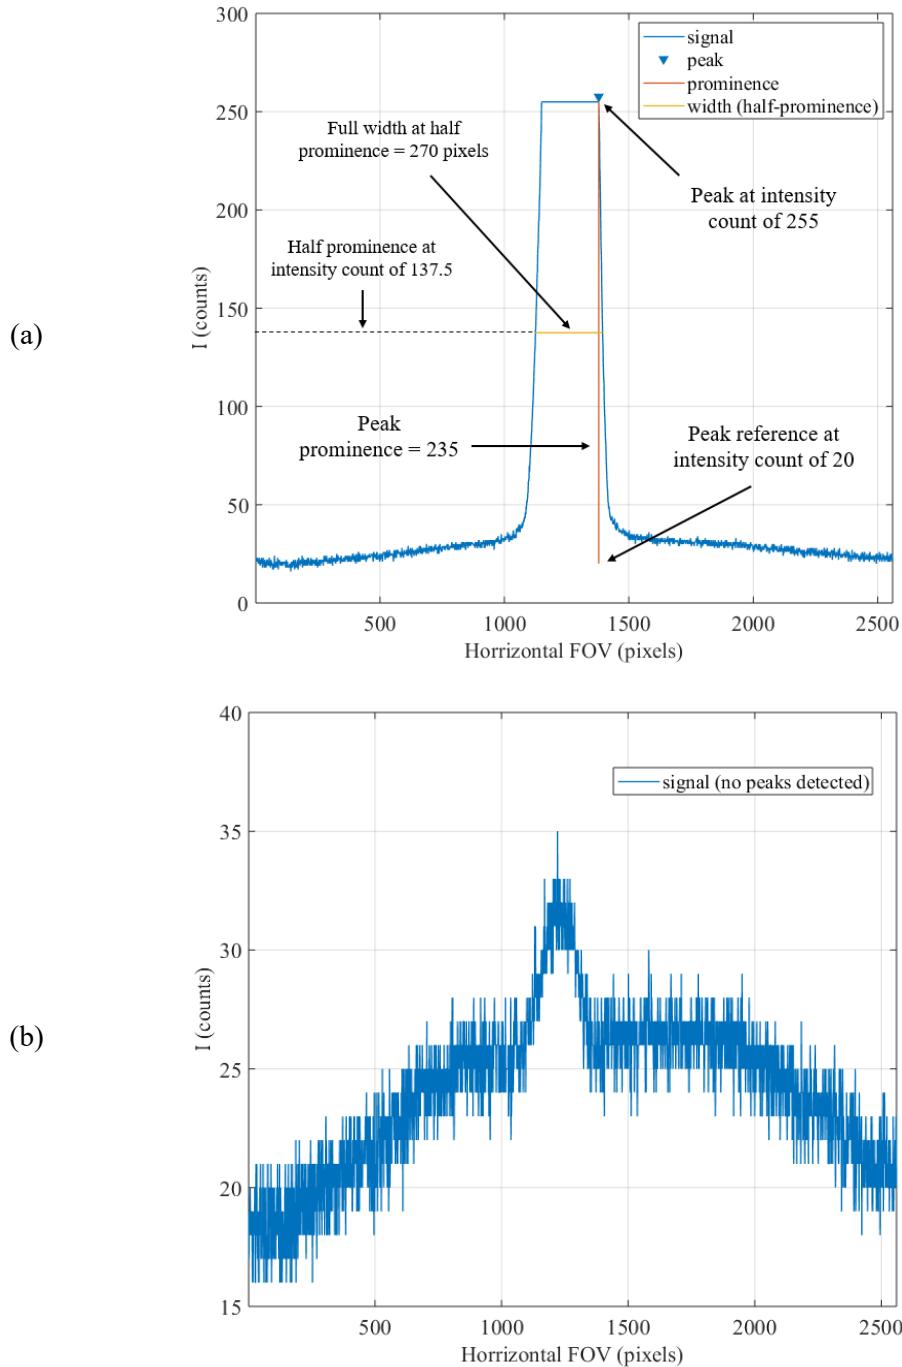 (a)
300
250
200
150
100
50
0
I (counts)
signal
peak
prominence
width (half-prominence)
Full width at half
prominence = 270 pixels
Peak at intensity
count of 255
Half prominence at
intensity count of 137.5
Peak
prominence = 235
Peak reference at
intensity count of 20
500
1000
1500
2000
2500
Horrizontal FOV (pixels)
(b)
40
35
30
25
20
15
I (counts)
signal (no peaks detected)
500
1000
1500
2000
2500
Horrizontal FOV (pixels)